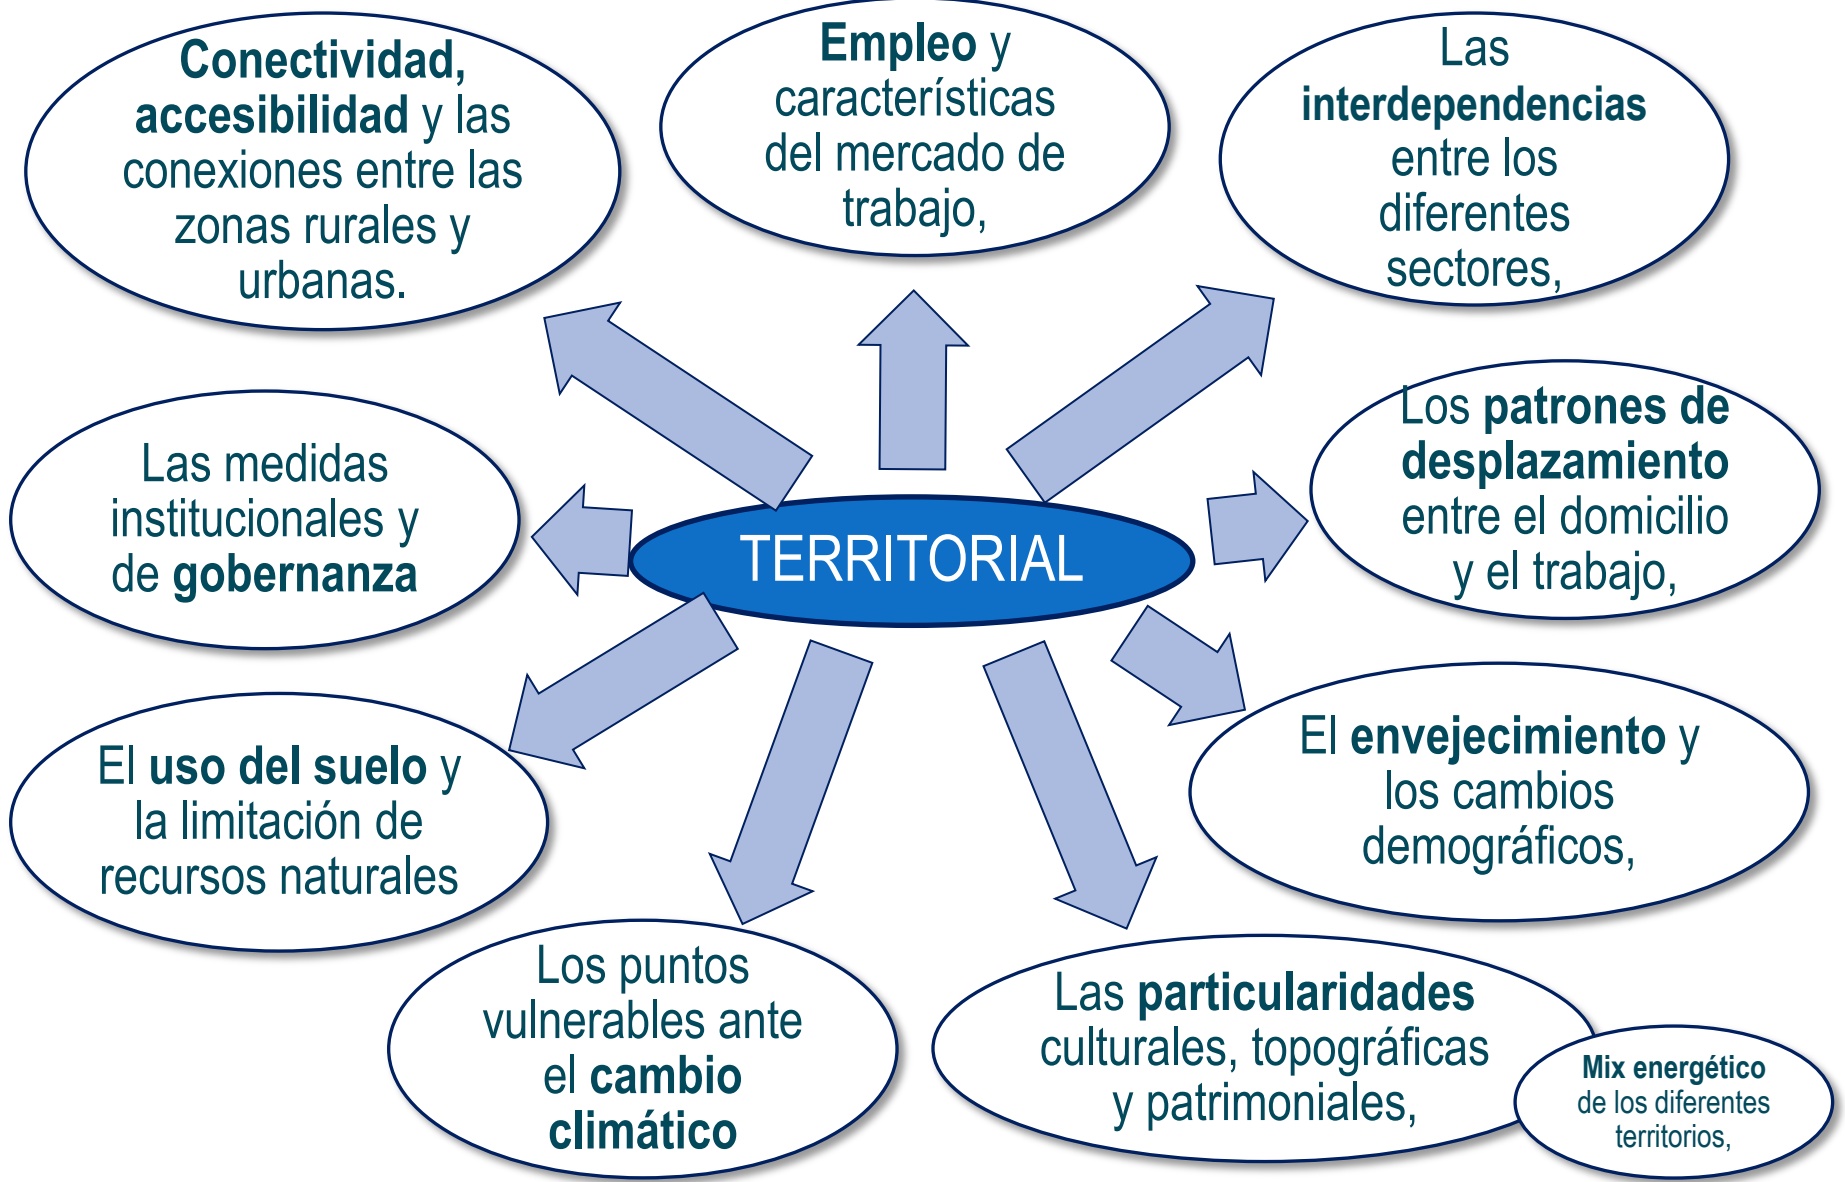 Conectividad,
accesibilidad y las
conexiones entre las
zonas rurales y
urbanas.
Empleo y
características
del mercado de
trabajo,
Las
interdependencias
entre los
diferentes
sectores,
Las medidas
institucionales y
de gobernanza
TERRITORIAL
Los patrones de
desplazamiento
entre el domicilio
y el trabajo,
El uso del suelo y
la limitación de
recursos naturales
El envejecimiento y
los cambios
demográficos,
Los puntos
vulnerables ante
el cambio
climático
Las particularidades
culturales, topográficas
y patrimoniales,
Mix energético
de los diferentes
territorios,